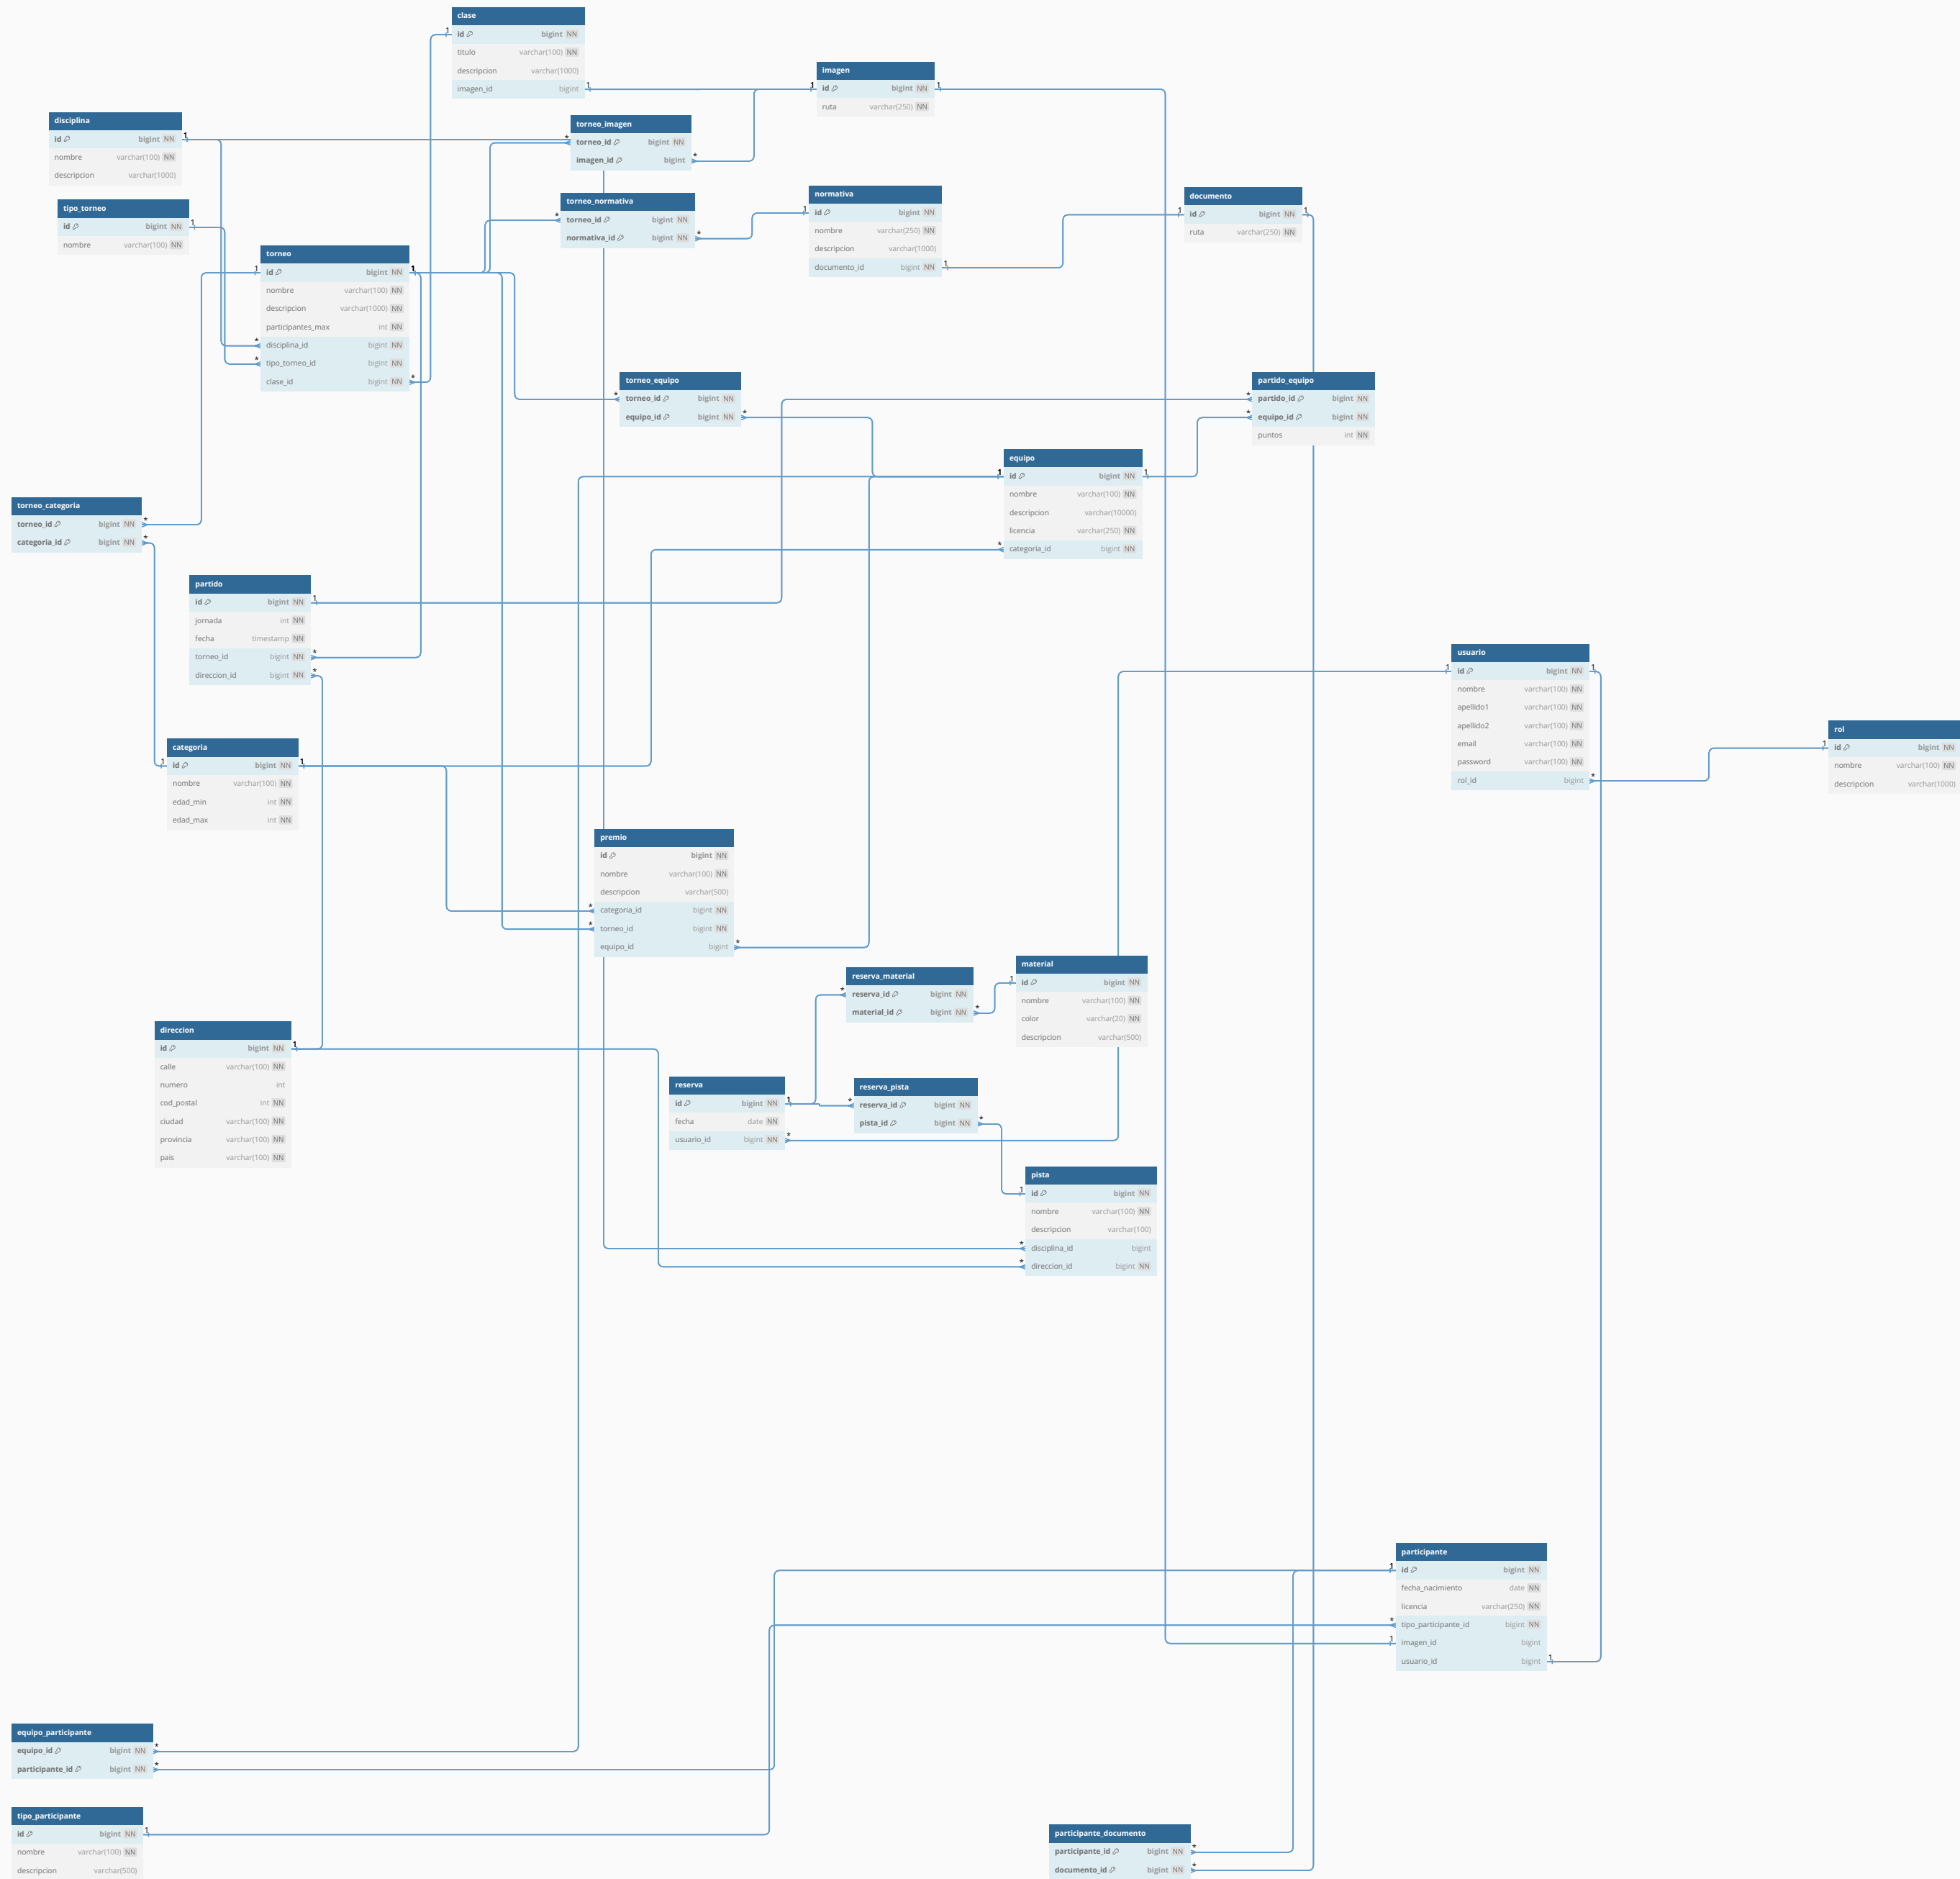 clase
id bigint NN
titulo varchar(100) NN
descripcion varchar(1000)
imagen_id bigint
imagen
id bigint NN
ruta varchar(250) NN
disciplina
id bigint NN
nombre varchar(100) NN
descripcion varchar(1000)
torneo_imagen
torneo_id bigint NN
imagen_id bigint
tipo_torneo
id bigint NN
nombre varchar(100) NN
torneo_normativa
torneo_id bigint NN
normativa_id bigint NN
normativa
id bigint NN
nombre varchar(250) NN
descripcion varchar(1000)
documento_id bigint NN
documento
id bigint NN
ruta varchar(250) NN
torneo
id bigint NN
nombre varchar(100) NN
descripcion varchar(1000) NN
participantes_max int NN
disciplina_id bigint NN
tipo_torneo_id bigint NN
clase_id bigint NN
torneo_equipo
torneo_id bigint NN
equipo_id bigint NN
partido_equipo
partido_id bigint NN
equipo_id bigint NN
puntos int NN
equipo
id bigint NN
nombre varchar(100) NN
descripcion varchar(10000)
licencia varchar(250) NN
categoria_id bigint NN
torneo_categoria
torneo_id bigint NN
categoria_id bigint NN
partido
id bigint NN
jornada int NN
fecha timestamp NN
torneo_id bigint NN
direccion_id bigint NN
usuario
id bigint NN
nombre varchar(100) NN
apellido1 varchar(100) NN
apellido2 varchar(100) NN
email varchar(100) NN
password varchar(100) NN
rol_id bigint
rol
id bigint NN
nombre varchar(100) NN
descripcion varchar(1000)
categoria
id bigint NN
nombre varchar(100) NN
edad_min int NN
edad_max int NN
premio
id bigint NN
nombre varchar(100) NN
descripcion varchar(500)
categoria_id bigint NN
torneo_id bigint NN
equipo_id bigint
reserva_material
reserva_id bigint NN
material_id bigint NN
material
id bigint NN
nombre varchar(100) NN
color varchar(20) NN
descripcion varchar(500)
direccion
id bigint NN
calle varchar(100) NN
numero int
cod_postal int NN
ciudad varchar(100) NN
provincia varchar(100) NN
pais varchar(100) NN
reserva
id bigint NN
fecha date NN
usuario_id bigint NN
reserva_pista
reserva_id bigint NN
pista_id bigint NN
pista
id bigint NN
nombre varchar(100) NN
descripcion varchar(100)
disciplina_id bigint
direccion_id bigint NN
participante
id bigint NN
fecha_nacimiento date NN
licencia varchar(250) NN
tipo_participante_id bigint NN
imagen_id bigint
usuario_id bigint
equipo_participante
equipo_id bigint NN
participante_id bigint NN
tipo_participante
id bigint NN
nombre varchar(100) NN
descripcion varchar(500)
participante_documento
participante_id bigint NN
documento_id bigint NN